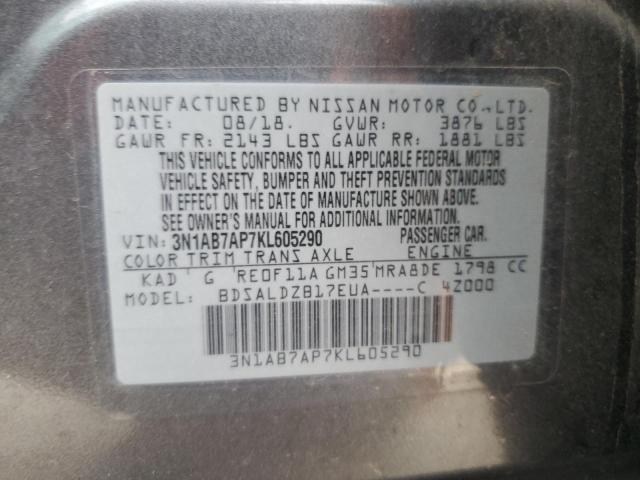 MANUFACTURED BY NISSAN MOTOR CO.,LTD.
DATE: 08/18. GVWR: 3876 LBS
GAWR FR: 2143 LBS GAWR RR: 1881 LBS
THIS VEHICLE CONFORMS TO ALL APPLICABLE FEDERAL MOTOR
VEHICLE SAFETY, BUMPER AND THEFT PREVENTION STANDARDS
IN EFFECT ON THE DATE OF MANUFACTURE SHOWN ABOVE.
SEE OWNER'S MANUAL FOR ADDITIONAL INFORMATION.
VIN: 3N1AB7AP7KL605290 PASSENGER CAR.
COLOR TRIM TRANS AXLE ENGINE
KAD G RE0F11A GM35 MRA8DE 1798 CC
MODEL: BDSALDZB17EUA----C 4Z000
3N1AB7AP7KL605290